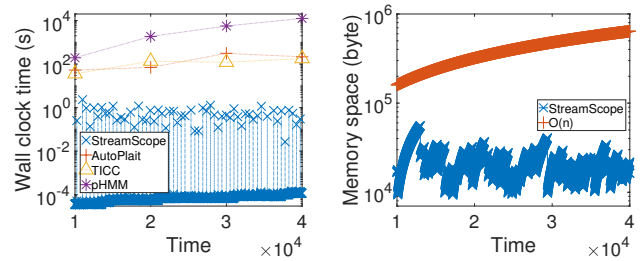 Wall clock time (s)
10^4
10^2
10^0
10^-2
10^-4
StreamScope
AutoPlait
TICC
pHMM
1 2 3 4
Time ×10^4
Memory space (byte)
10^6
10^5
10^4
StreamScope
O(n)
1 2 3 4
Time ×10^4